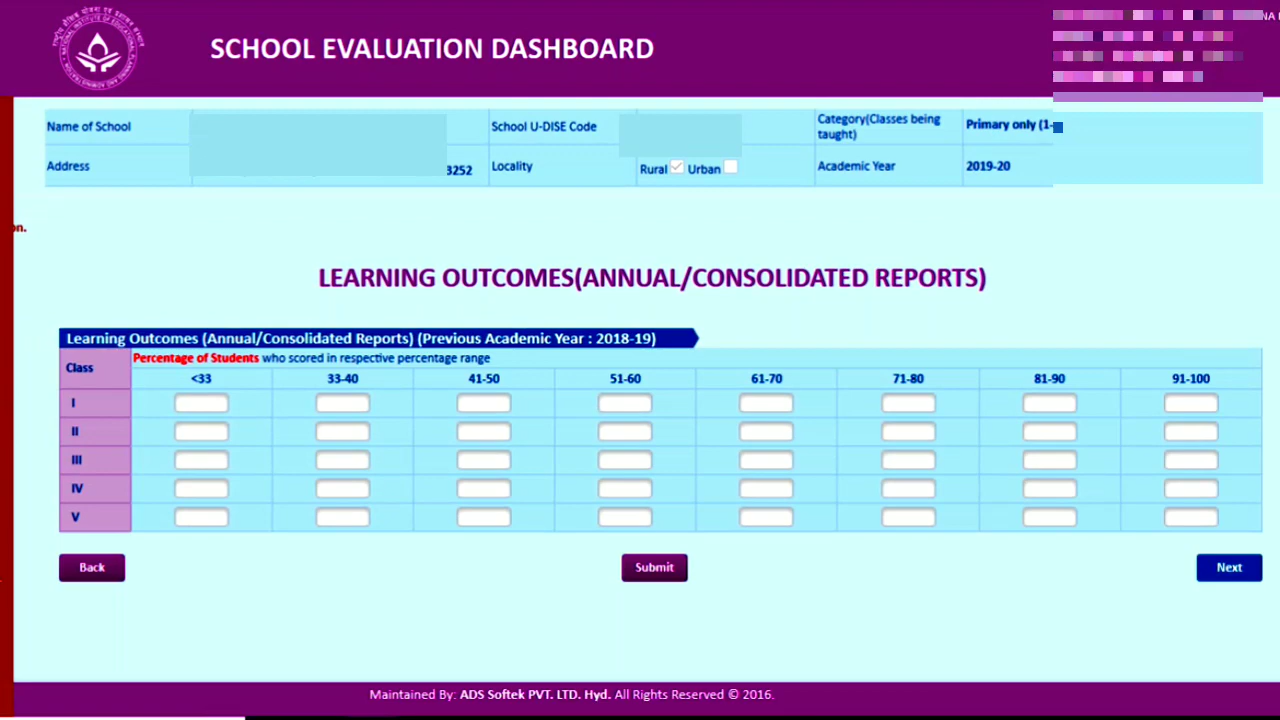 SCHOOL EVALUATION DASHBOARD
NA
Name of School
School U-DISE Code
Category(Classes being taught)
Primary only (1-
Address
3252
Locality
Rural Urban
Academic Year
2019-20
on.
LEARNING OUTCOMES(ANNUAL/CONSOLIDATED REPORTS)
Learning Outcomes (Annual/Consolidated Reports) (Previous Academic Year : 2018-19)
Class
Percentage of Students who scored in respective percentage range
<33 33-40 41-50 51-60 61-70 71-80 81-90 91-100
I
II
III
IV
V
Back Submit Next
Maintained By: ADS Softek PVT. LTD. Hyd. All Rights Reserved © 2016.